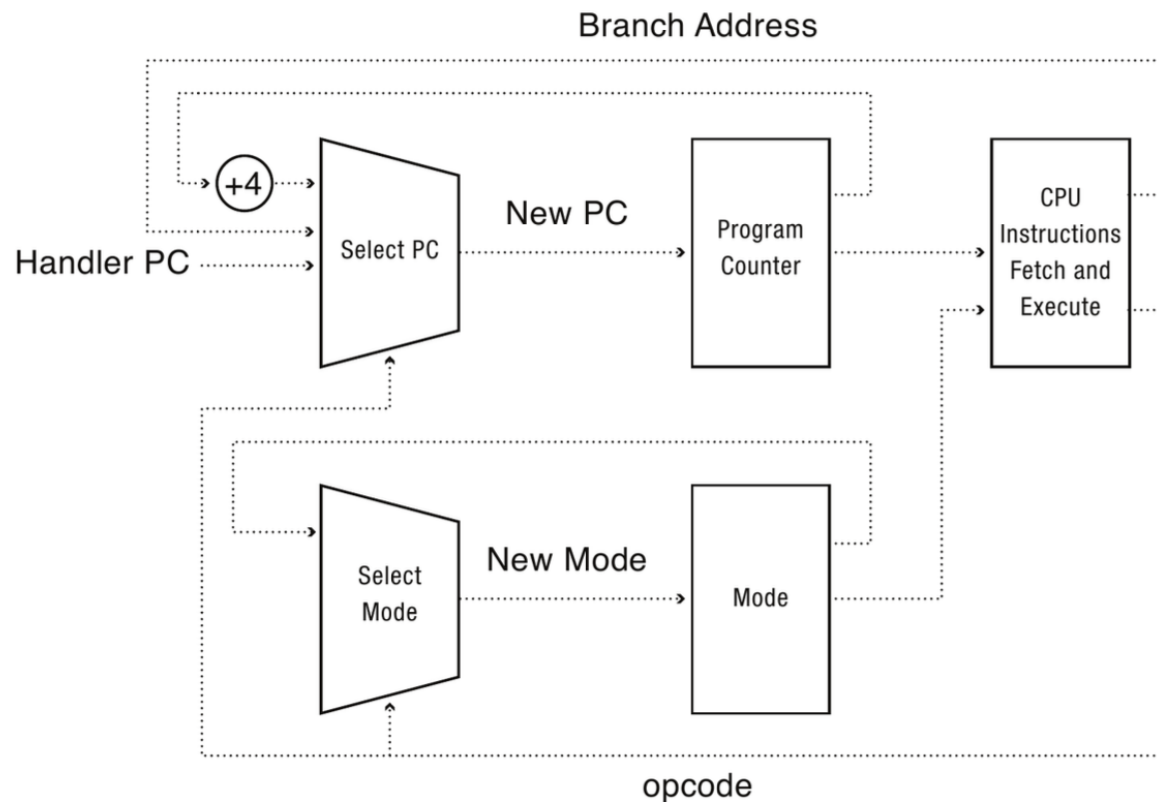 Branch Address
+4
Handler PC
Select PC
New PC
Program
Counter
CPU
Instructions
Fetch and
Execute
Select
Mode
New Mode
Mode
opcode